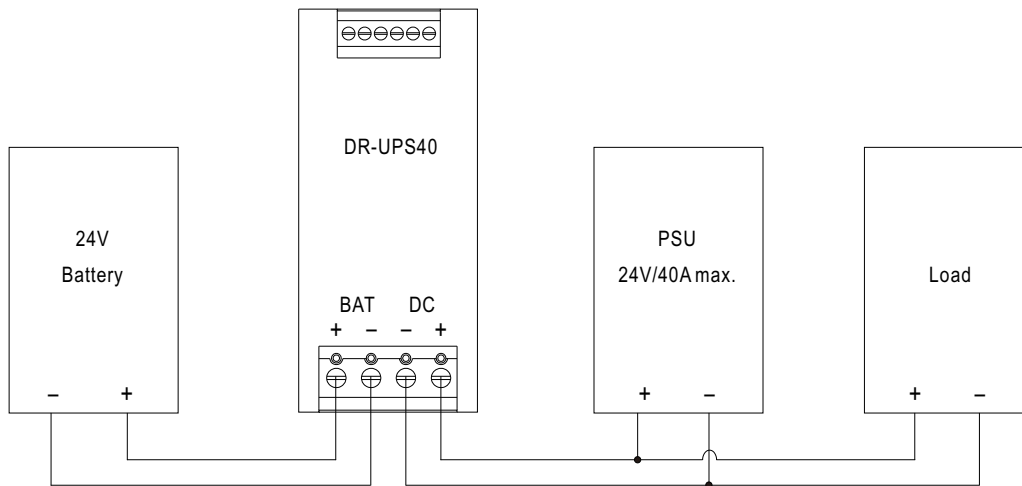 DR-UPS40
24V
Battery
PSU
24V/40A max.
Load
BAT DC
+ − − +
− +
+ −
+ −